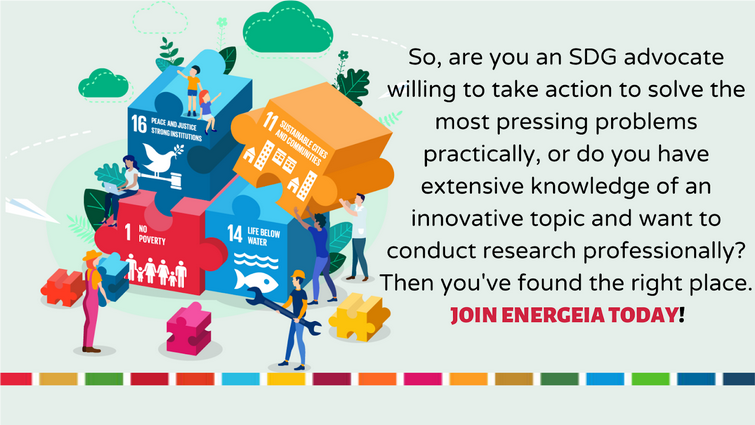 So, are you an SDG advocate
willing to take action to solve the
most pressing problems
practically, or do you have
extensive knowledge of an
innovative topic and want to
conduct research professionally?
Then you've found the right place.
JOIN ENERGEIA TODAY!
16 PEACE AND JUSTICE
STRONG INSTITUTIONS
11 SUSTAINABLE CITIES
AND COMMUNITIES
1 NO
POVERTY
14 LIFE BELOW
WATER